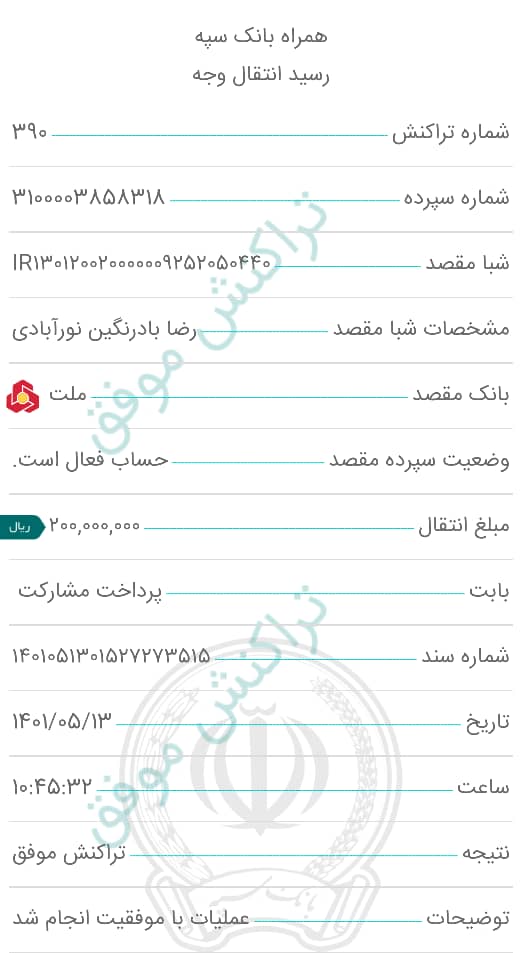 همراه بانک سپه
رسید انتقال وجه
شماره تراکنش ۳۹۰
شماره سپرده ۳۱۰۰۰۰۳۸۵۸۳۱۸
شبا مقصد IR۱۳۰۱۲۰۰۲۰۰۰۰۰۰۹۲۵۲۰۵۰۴۴۰
مشخصات شبا مقصد رضا بادرنگین نورآبادی
بانک مقصد ملت
وضعیت سپرده مقصد حساب فعال است.
مبلغ انتقال ۲۰۰,۰۰۰,۰۰۰ ریال
بابت پرداخت مشارکت
شماره سند ۱۴۰۱۰۵۱۳۰۱۵۲۷۲۷۳۵۱۵
تاریخ ۱۴۰۱/۰۵/۱۳
ساعت ۱۰:۴۵:۳۲
نتیجه تراکنش موفق
توضیحات عملیات با موفقیت انجام شد
تراکنش موفق
تراکنش موفق
بانک سپه